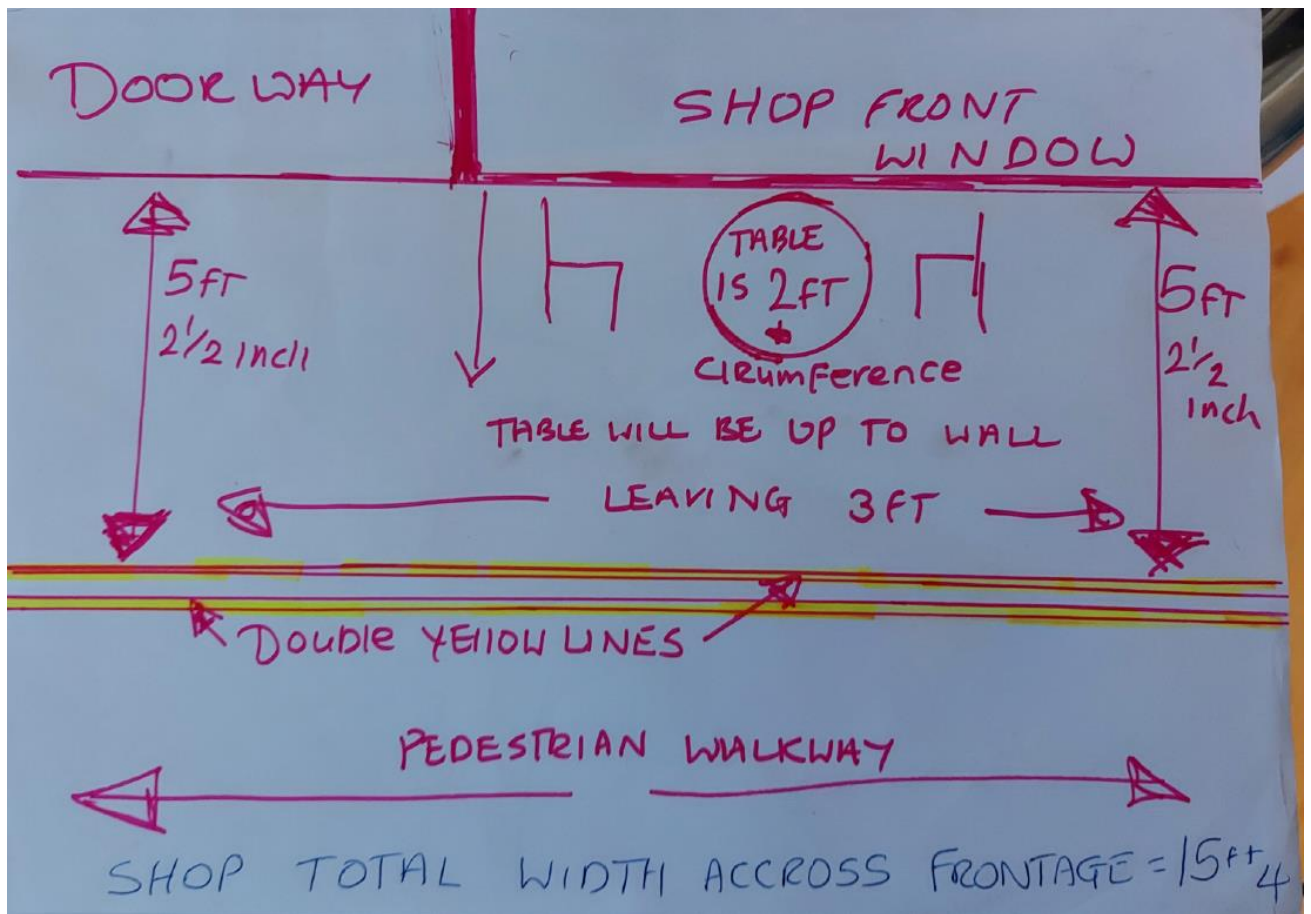 DOORWAY
SHOP FRONT
WINDOW
5FT
2 1/2 inch
TABLE
IS 2FT
CIRUMFERENCE
5FT
2 1/2
inch
TABLE WILL BE UP TO WALL
LEAVING 3FT
DOUBLE YELLOW LINES
PEDESTRIAN WALKWAY
SHOP TOTAL WIDTH ACCROSS FRONTAGE = 15ft 4